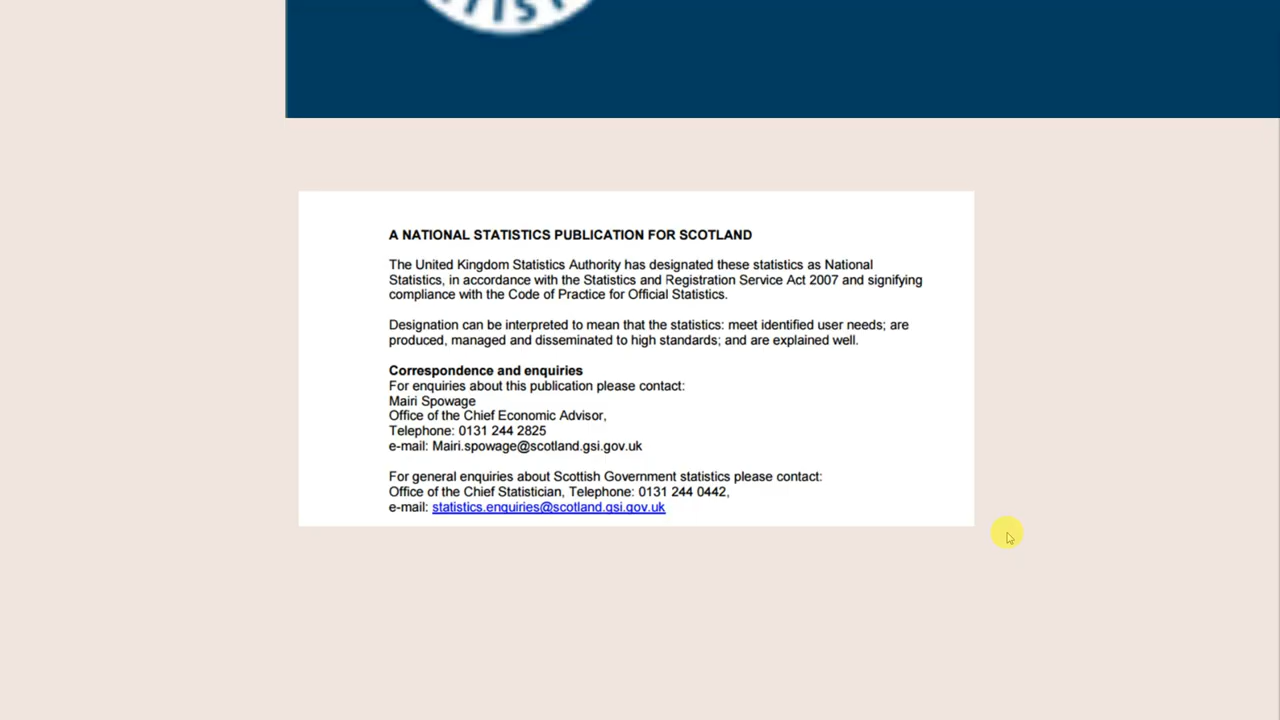 A NATIONAL STATISTICS PUBLICATION FOR SCOTLAND
The United Kingdom Statistics Authority has designated these statistics as National
Statistics, in accordance with the Statistics and Registration Service Act 2007 and signifying
compliance with the Code of Practice for Official Statistics.
Designation can be interpreted to mean that the statistics: meet identified user needs; are
produced, managed and disseminated to high standards; and are explained well.
Correspondence and enquiries
For enquiries about this publication please contact:
Mairi Spowage
Office of the Chief Economic Advisor,
Telephone: 0131 244 2825
e-mail: Mairi.spowage@scotland.gsi.gov.uk
For general enquiries about Scottish Government statistics please contact:
Office of the Chief Statistician, Telephone: 0131 244 0442,
e-mail: statistics.enquiries@scotland.gsi.gov.uk